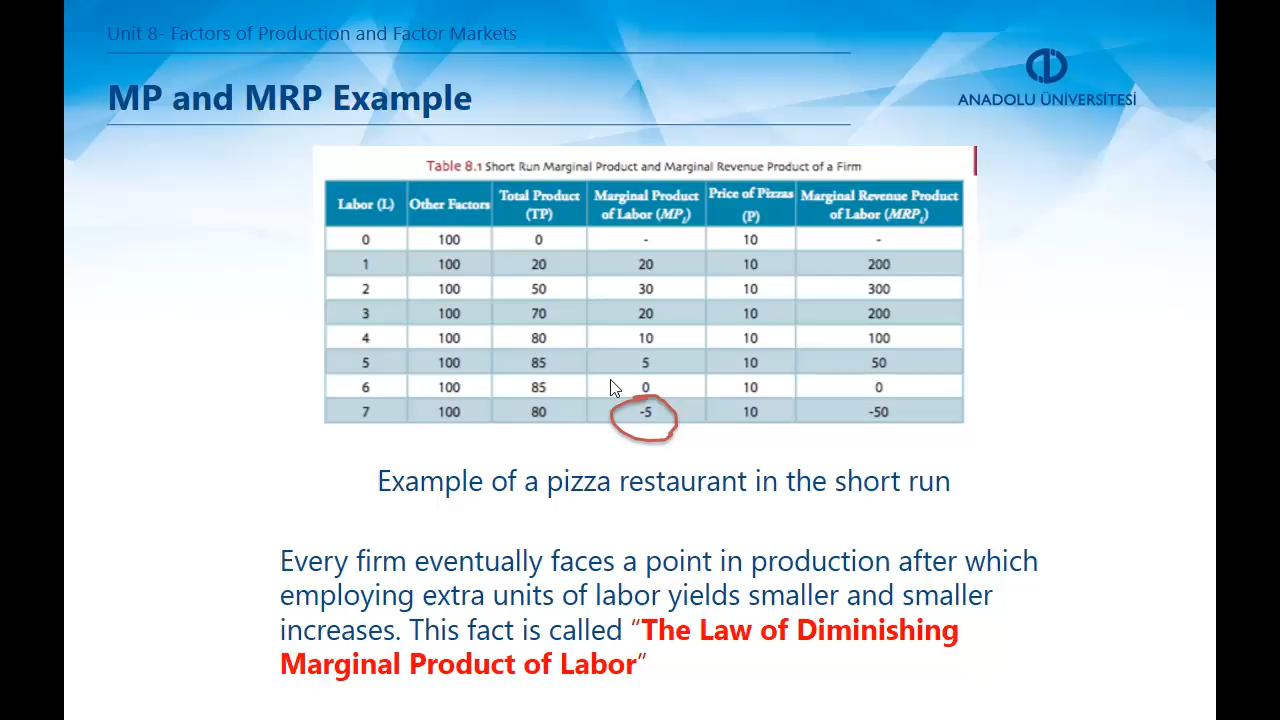 Unit 8- Factors of Production and Factor Markets
MP and MRP Example
ANADOLU ÜNİVERSİTESİ
Table 8.1 Short Run Marginal Product and Marginal Revenue Product of a Firm
Labor (L) Other Factors Total Product (TP) Marginal Product of Labor (MPL) Price of Pizzas (P) Marginal Revenue Product of Labor (MRPL)
0 100 0 - 10 -
1 100 20 20 10 200
2 100 50 30 10 300
3 100 70 20 10 200
4 100 80 10 10 100
5 100 85 5 10 50
6 100 85 0 10 0
7 100 80 -5 10 -50
Example of a pizza restaurant in the short run
Every firm eventually faces a point in production after which
employing extra units of labor yields smaller and smaller
increases. This fact is called “The Law of Diminishing
Marginal Product of Labor”